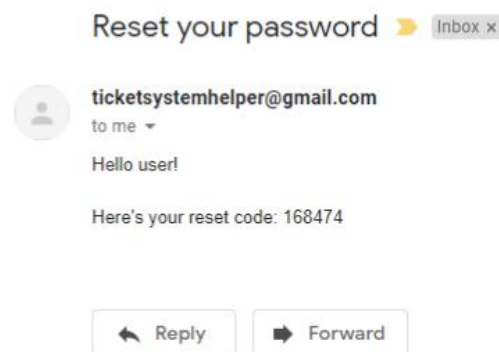 Reset your password Inbox x
ticketsystemhelper@gmail.com
to me
Hello user!
Here's your reset code: 168474
Reply Forward